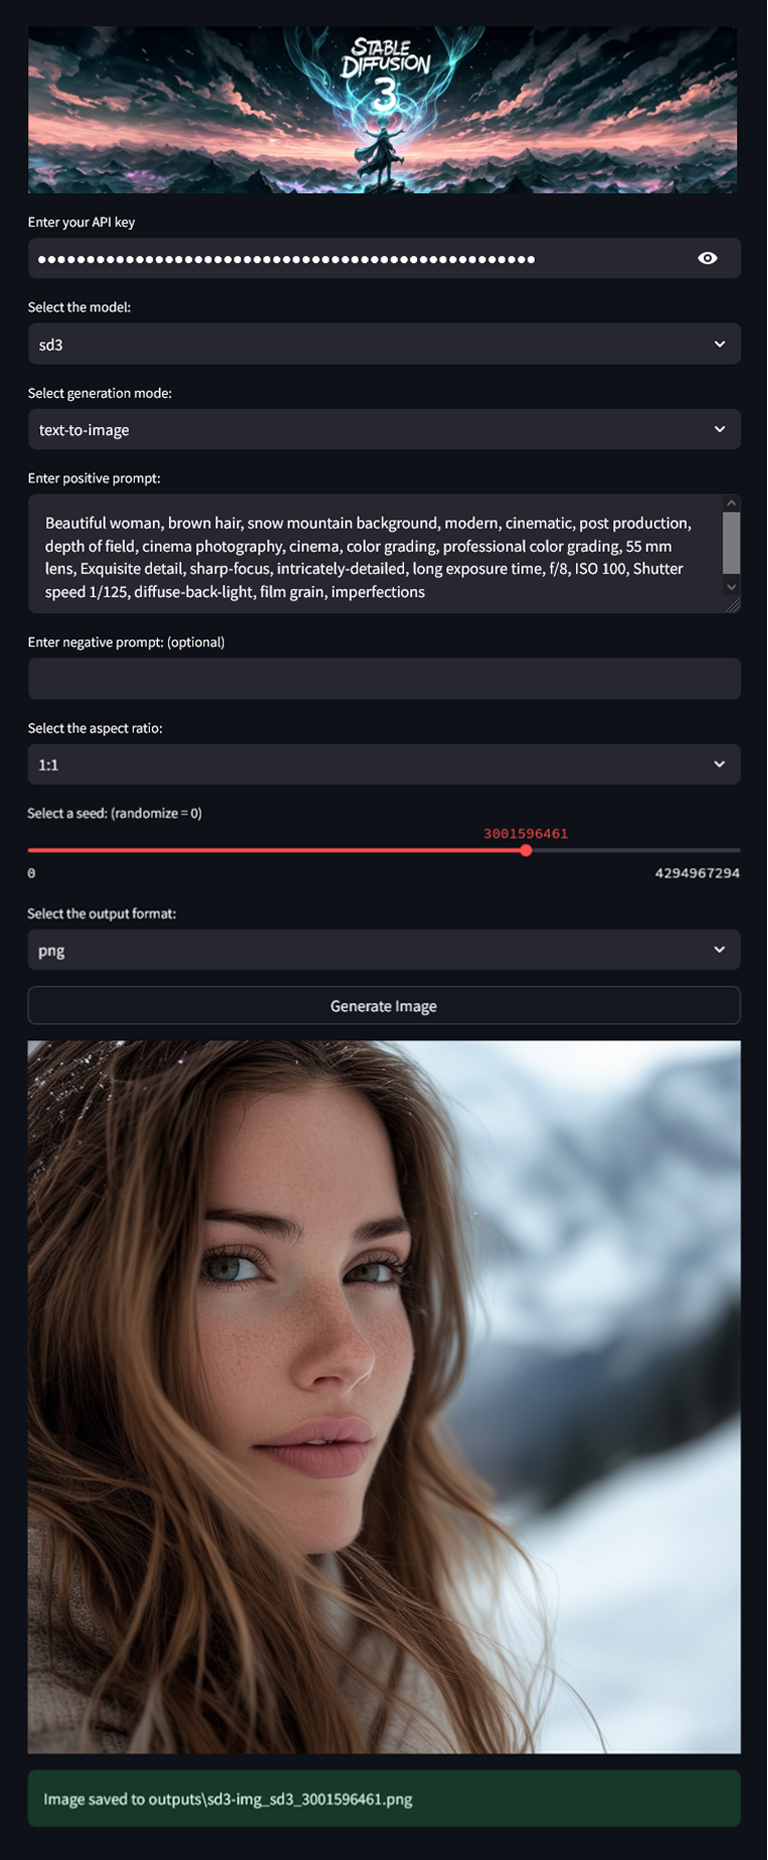 STABLE
DIFFUSION
3
Enter your API key
Select the model:
sd3
Select generation mode:
text-to-image
Enter positive prompt:
Beautiful woman, brown hair, snow mountain background, modern, cinematic, post production,
depth of field, cinema photography, cinema, color grading, professional color grading, 55 mm
lens, Exquisite detail, sharp-focus, intricately-detailed, long exposure time, f/8, ISO 100, Shutter
speed 1/125, diffuse-back-light, film grain, imperfections
Enter negative prompt: (optional)
Select the aspect ratio:
1:1
Select a seed: (randomize = 0)
3001596461
0 4294967294
Select the output format:
png
Generate Image
Image saved to outputs\sd3-img_sd3_3001596461.png